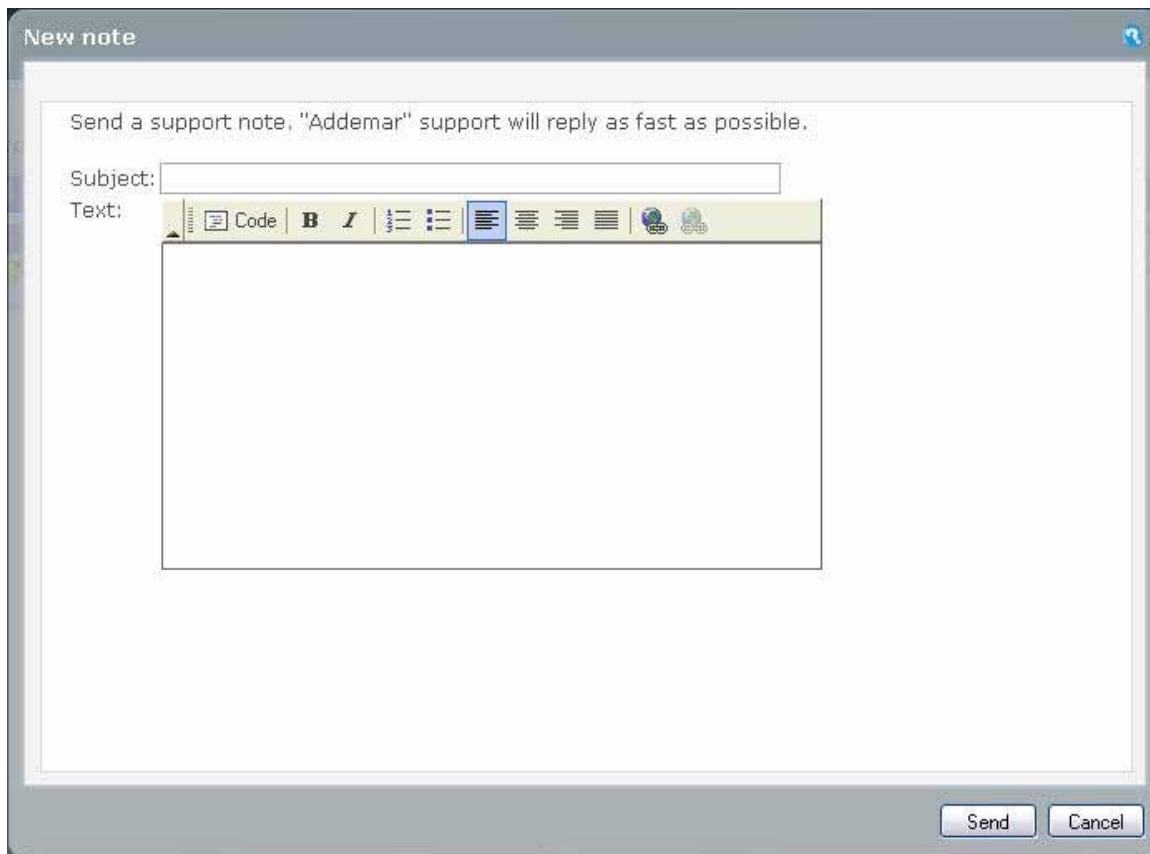 New note
Send a support note. "Addemar" support will reply as fast as possible.
Subject:
Text:
Code B I
Send Cancel